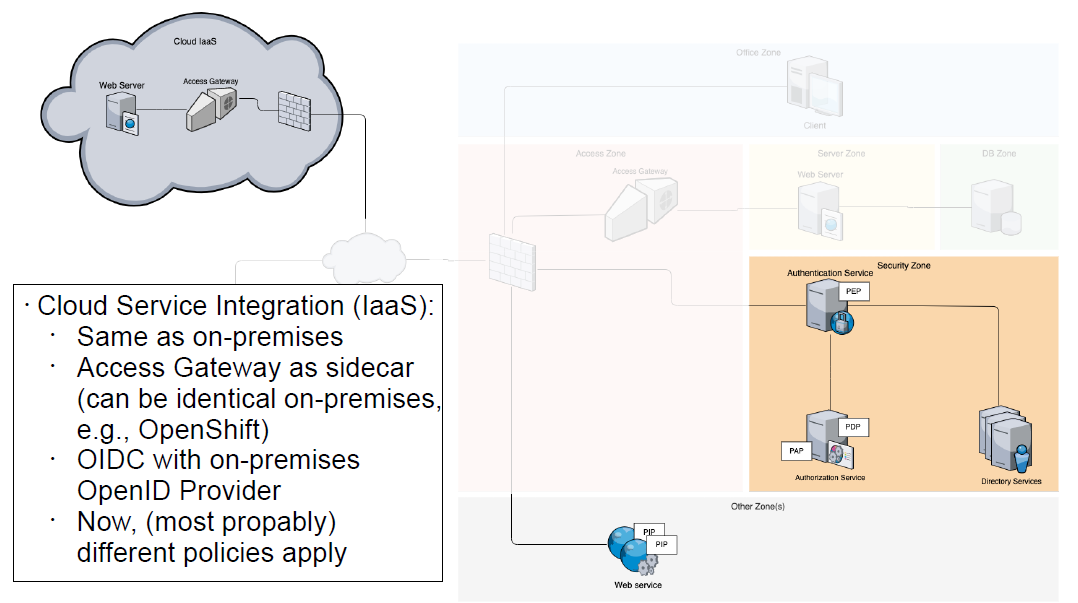 Cloud IaaS
Web Server
Access Gateway
Office Zone
Client
Access Zone
Access Gateway
Server Zone
Web Server
DB Zone
Security Zone
Authentication Service
PEP
PDP
PAP
Authorization Service
Directory Services
Other Zone(s)
PIP
PIP
Web service
· Cloud Service Integration (IaaS):
· Same as on-premises
· Access Gateway as sidecar
(can be identical on-premises,
e.g., OpenShift)
· OIDC with on-premises
OpenID Provider
· Now, (most propably)
different policies apply